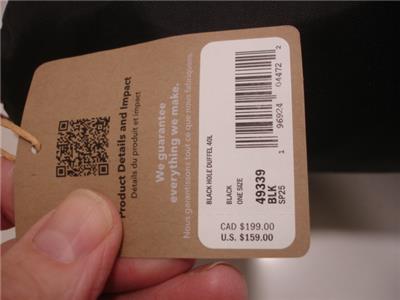 Product Details and Impact
Détails du produit et impact
We guarantee
everything we make.
Nous garantissons tout ce que nous fabriquons.
BLACK HOLE DUFFEL 40L
BLACK
ONE SIZE
49339
BLK
SP25
1 96924 04472 2
CAD $199.00
U.S. $159.00